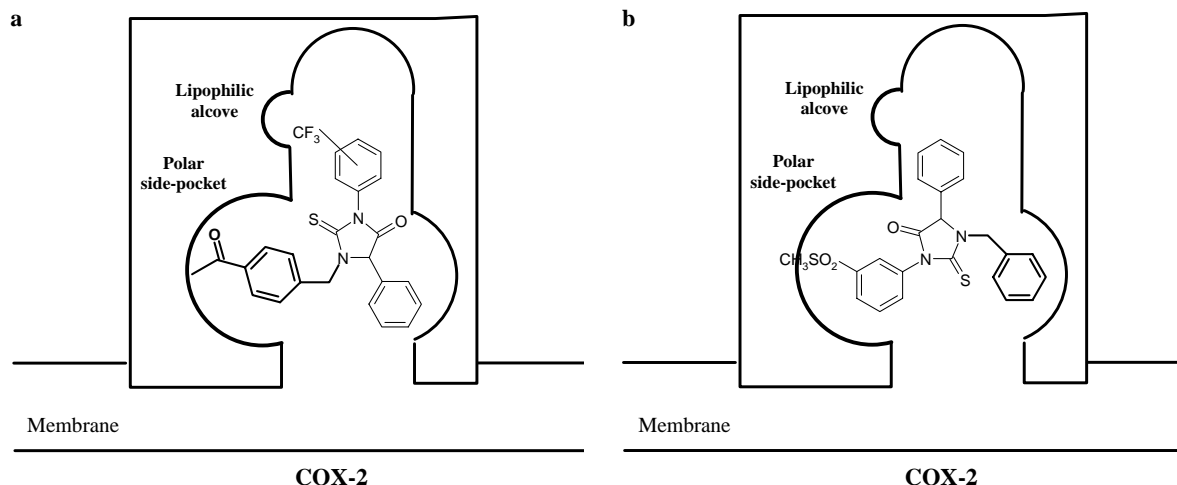 a
Lipophilic
alcove
CF3
Polar
side-pocket
S
N
O
O
N
Membrane
COX-2
b
Lipophilic
alcove
Polar
side-pocket
O
N
CH3SO2
N
S
Membrane
COX-2